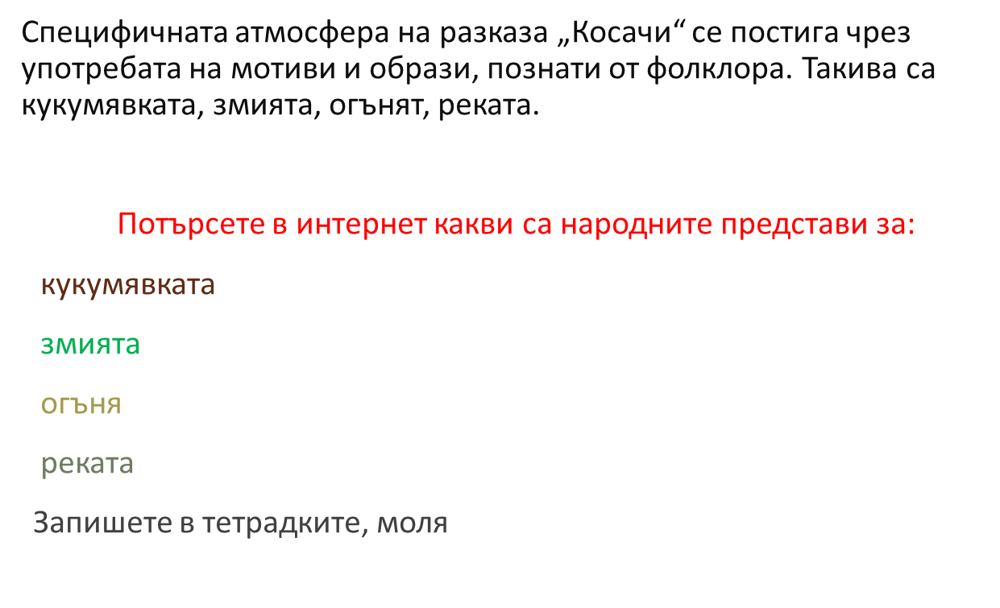 Специфичната атмосфера на разказа „Косачи“ се постига чрез
употребата на мотиви и образи, познати от фолклора. Такива са
кукумявката, змията, огънят, реката.
Потърсете в интернет какви са народните представи за:
кукумявката
змията
огъня
реката
Запишете в тетрадките, моля